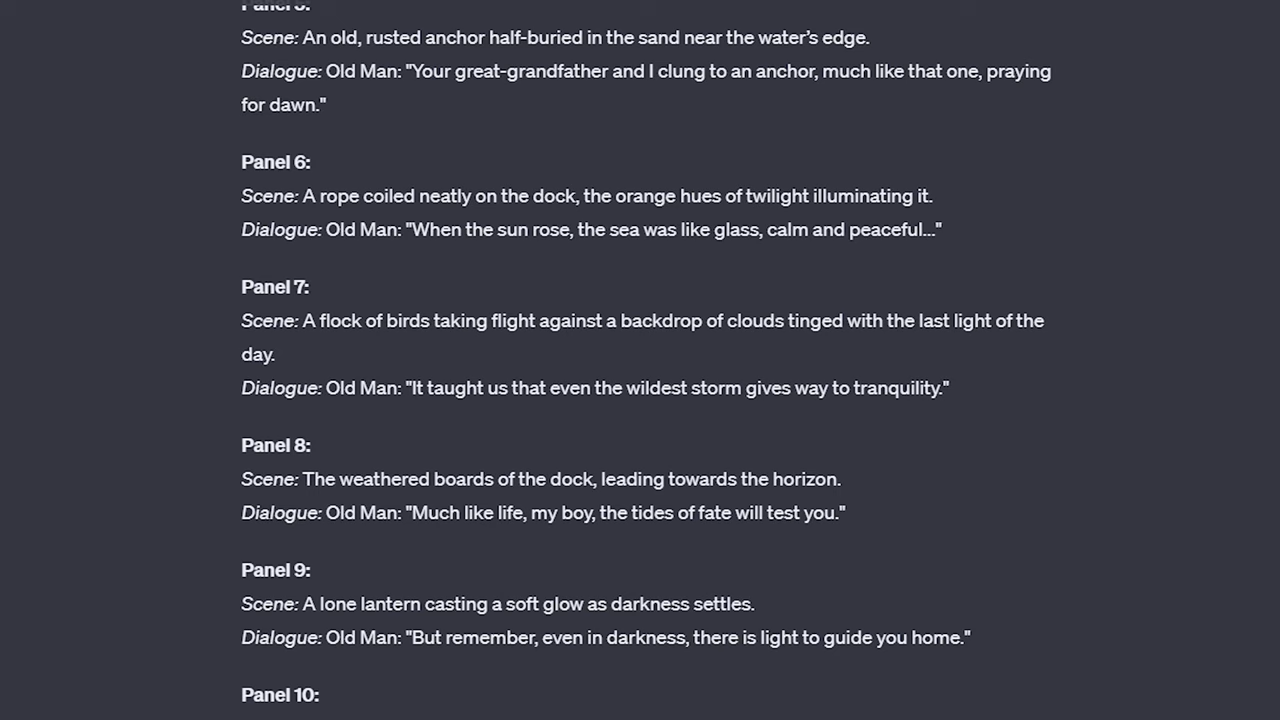 Panel 5:
Scene: An old, rusted anchor half-buried in the sand near the water’s edge.
Dialogue: Old Man: "Your great-grandfather and I clung to an anchor, much like that one, praying
for dawn."
Panel 6:
Scene: A rope coiled neatly on the dock, the orange hues of twilight illuminating it.
Dialogue: Old Man: "When the sun rose, the sea was like glass, calm and peaceful..."
Panel 7:
Scene: A flock of birds taking flight against a backdrop of clouds tinged with the last light of the
day.
Dialogue: Old Man: "It taught us that even the wildest storm gives way to tranquility."
Panel 8:
Scene: The weathered boards of the dock, leading towards the horizon.
Dialogue: Old Man: "Much like life, my boy, the tides of fate will test you."
Panel 9:
Scene: A lone lantern casting a soft glow as darkness settles.
Dialogue: Old Man: "But remember, even in darkness, there is light to guide you home."
Panel 10: